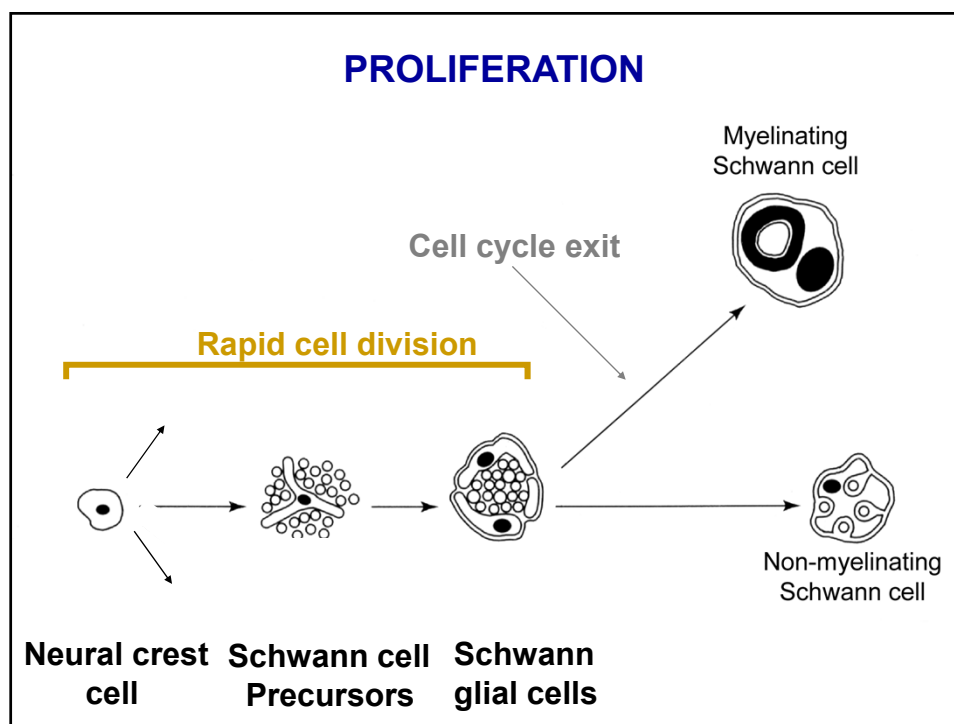 PROLIFERATION
Myelinating
Schwann cell
Cell cycle exit
Rapid cell division
Non-myelinating
Schwann cell
Neural crest
cell
Schwann cell
Precursors
Schwann
glial cells